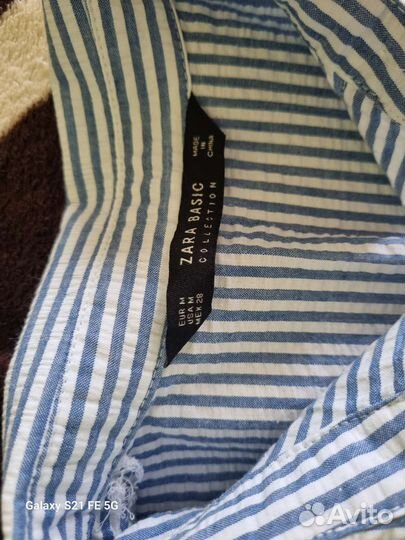 MADE
IN
CHINA
ZARA BASIC
COLLECTION
EUR M
USA M
MEX 28
Galaxy S21 FE 5G
Avito